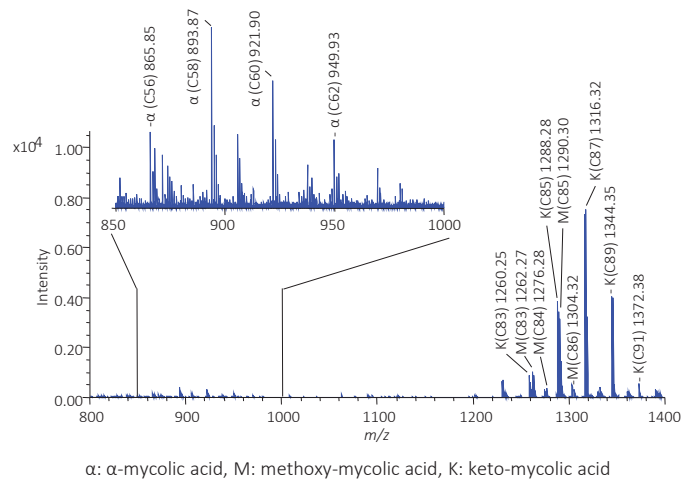 α (C56) 865.85
α (C58) 893.87
α (C60) 921.90
α (C62) 949.93
x10⁴
1.00
0.80
0.60
0.40
0.20
0.00
Intensity
850
900
950
1000
K(C83) 1260.25
M(C83) 1262.27
M(C84) 1276.28
K(C85) 1288.28
M(C85) 1290.30
M(C86) 1304.32
K(C87) 1316.32
K(C89) 1344.35
K(C91) 1372.38
800
1000
1100
1200
1300
1400
m/z
α: α-mycolic acid, M: methoxy-mycolic acid, K: keto-mycolic acid